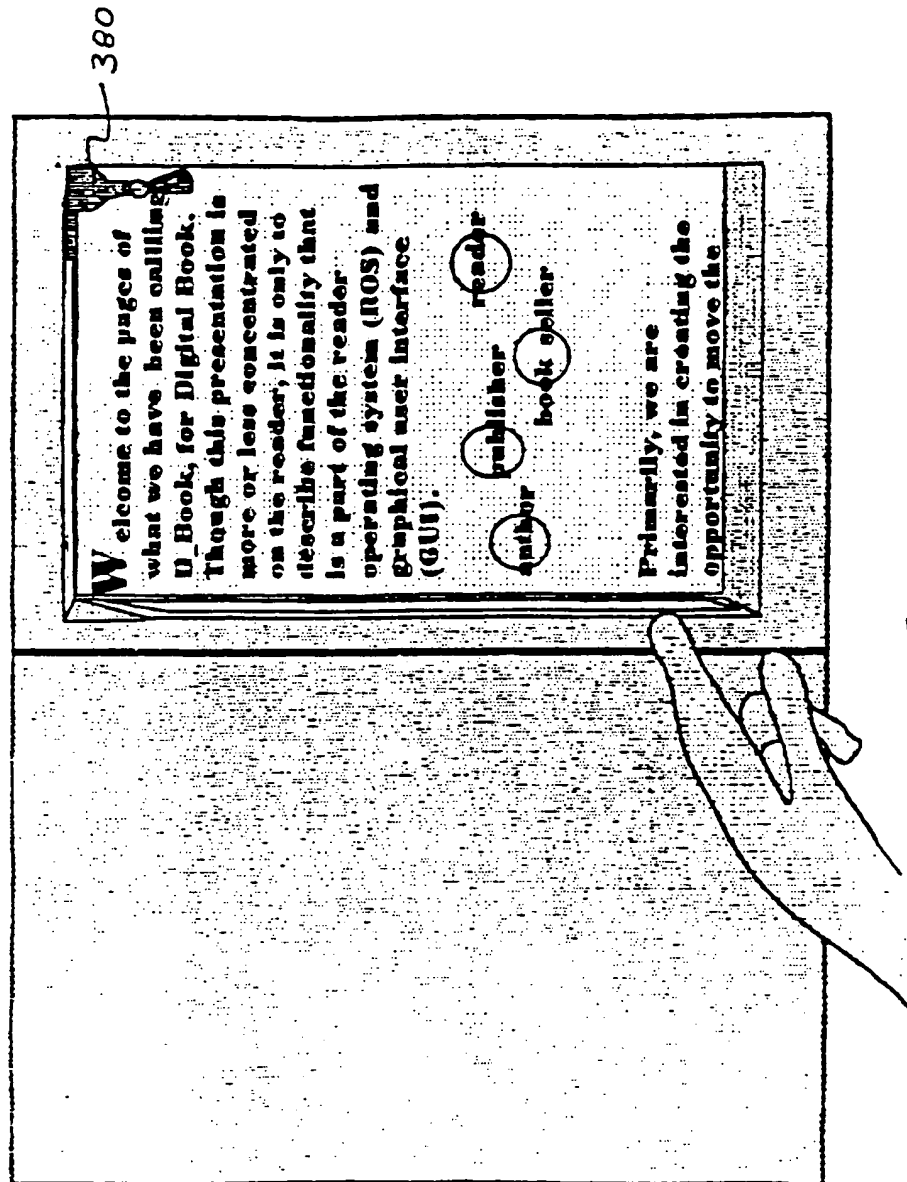 380
Welcome to the pages of
what we have been callling
D_Book, for Digital Book.
Though this presentation is
more or less concentrated
on the reader, it is only to
describe functionality that
is a part of the reader
operating system (ROS) and
graphical user interface
(GUI).
author publisher reader
book seller
Primarily, we are
interested in creating the
opportunity to move the